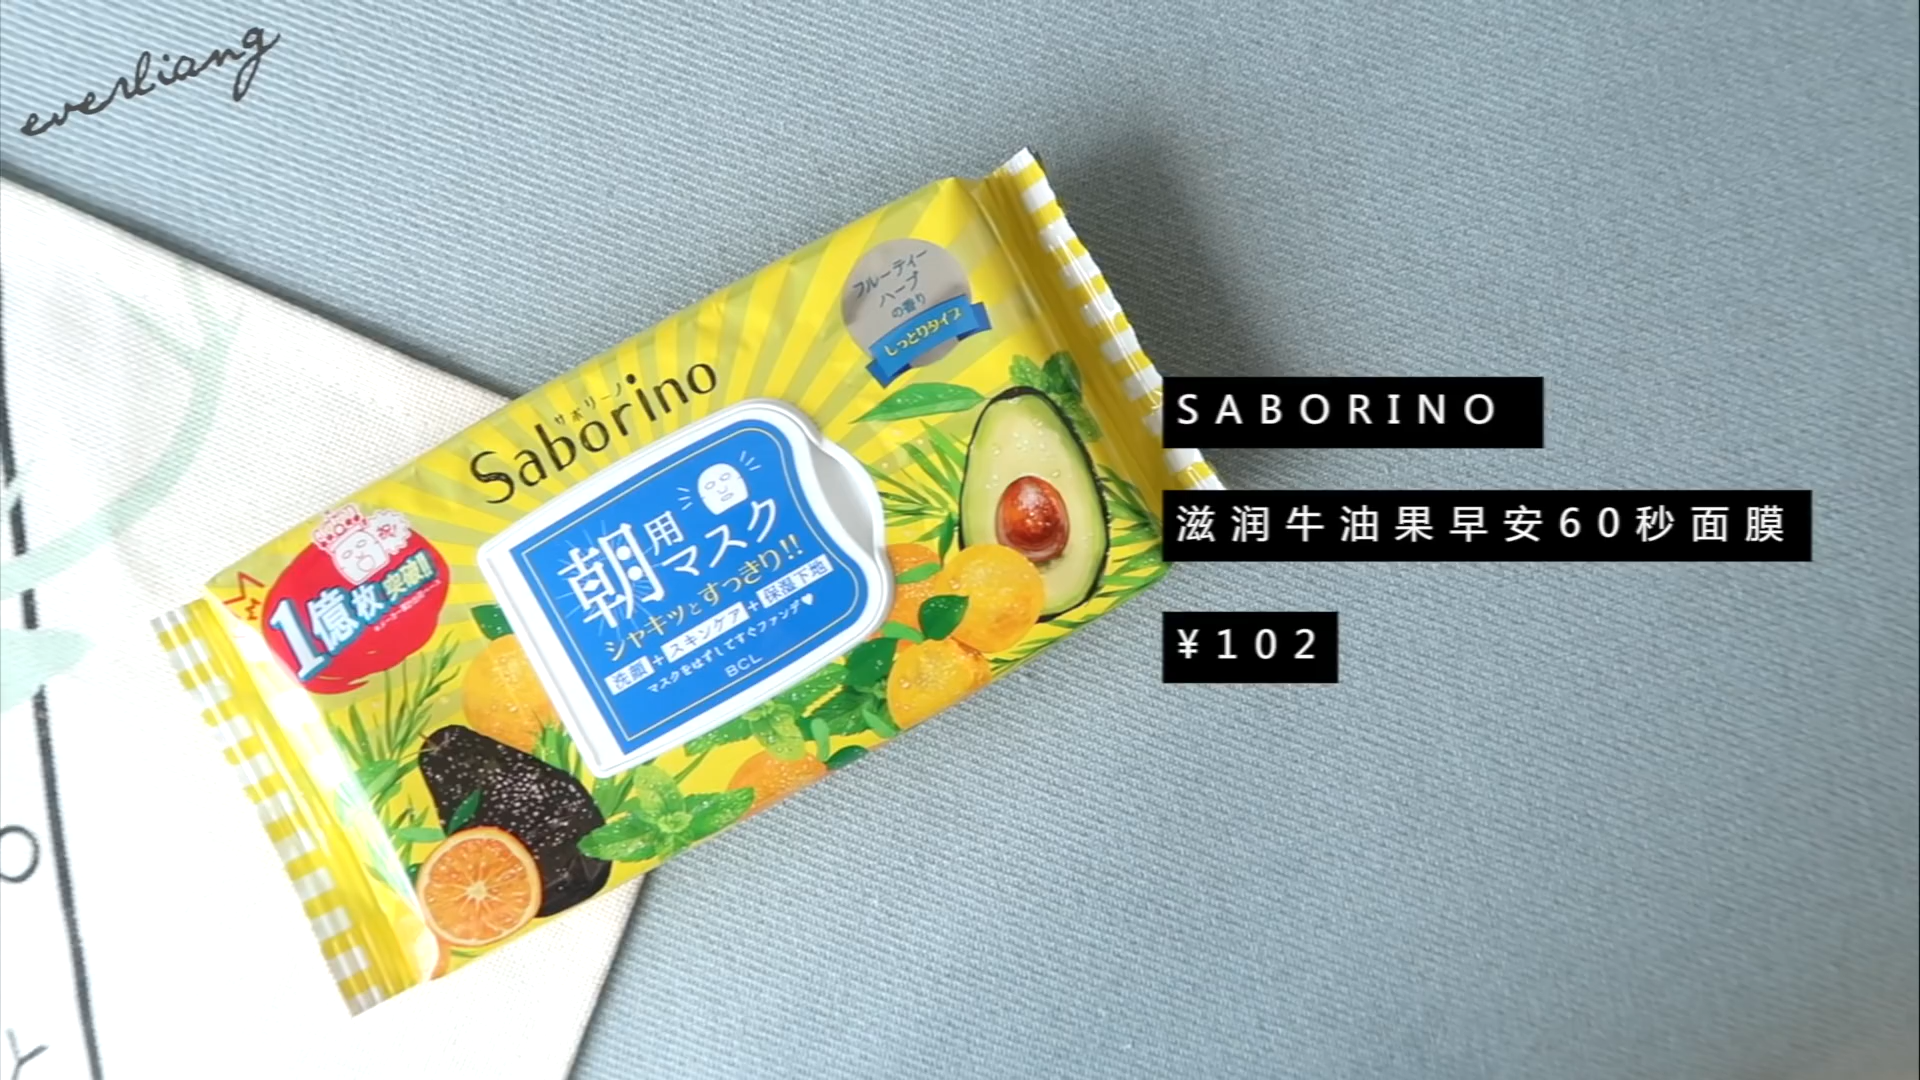 everliang
フルーティー
ハーブ
の香り
しっとりタイプ
サボリーノ
Saborino
1億枚突破!!
朝用マスク
シャキッとすっきり!!
洗顔+スキンケア+保湿下地
マスクをはずしてすぐファンデ♥
BCL
SABORINO
滋润牛油果早安60秒面膜
¥102
O
Y